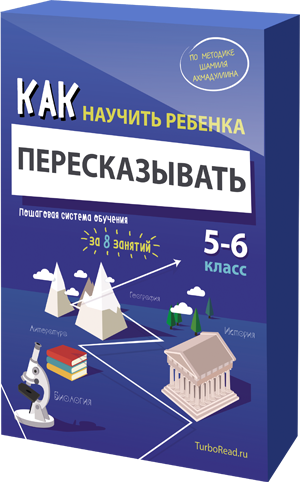 ПО МЕТОДИКЕ
ШАМИЛЯ
АХМАДУЛЛИНА
КАК НАУЧИТЬ РЕБЕНКА
ПЕРЕСКАЗЫВАТЬ
Пошаговая система обучения
за 8 занятий
5-6
класс
География
Литература
История
Биология
TurboRead.ru